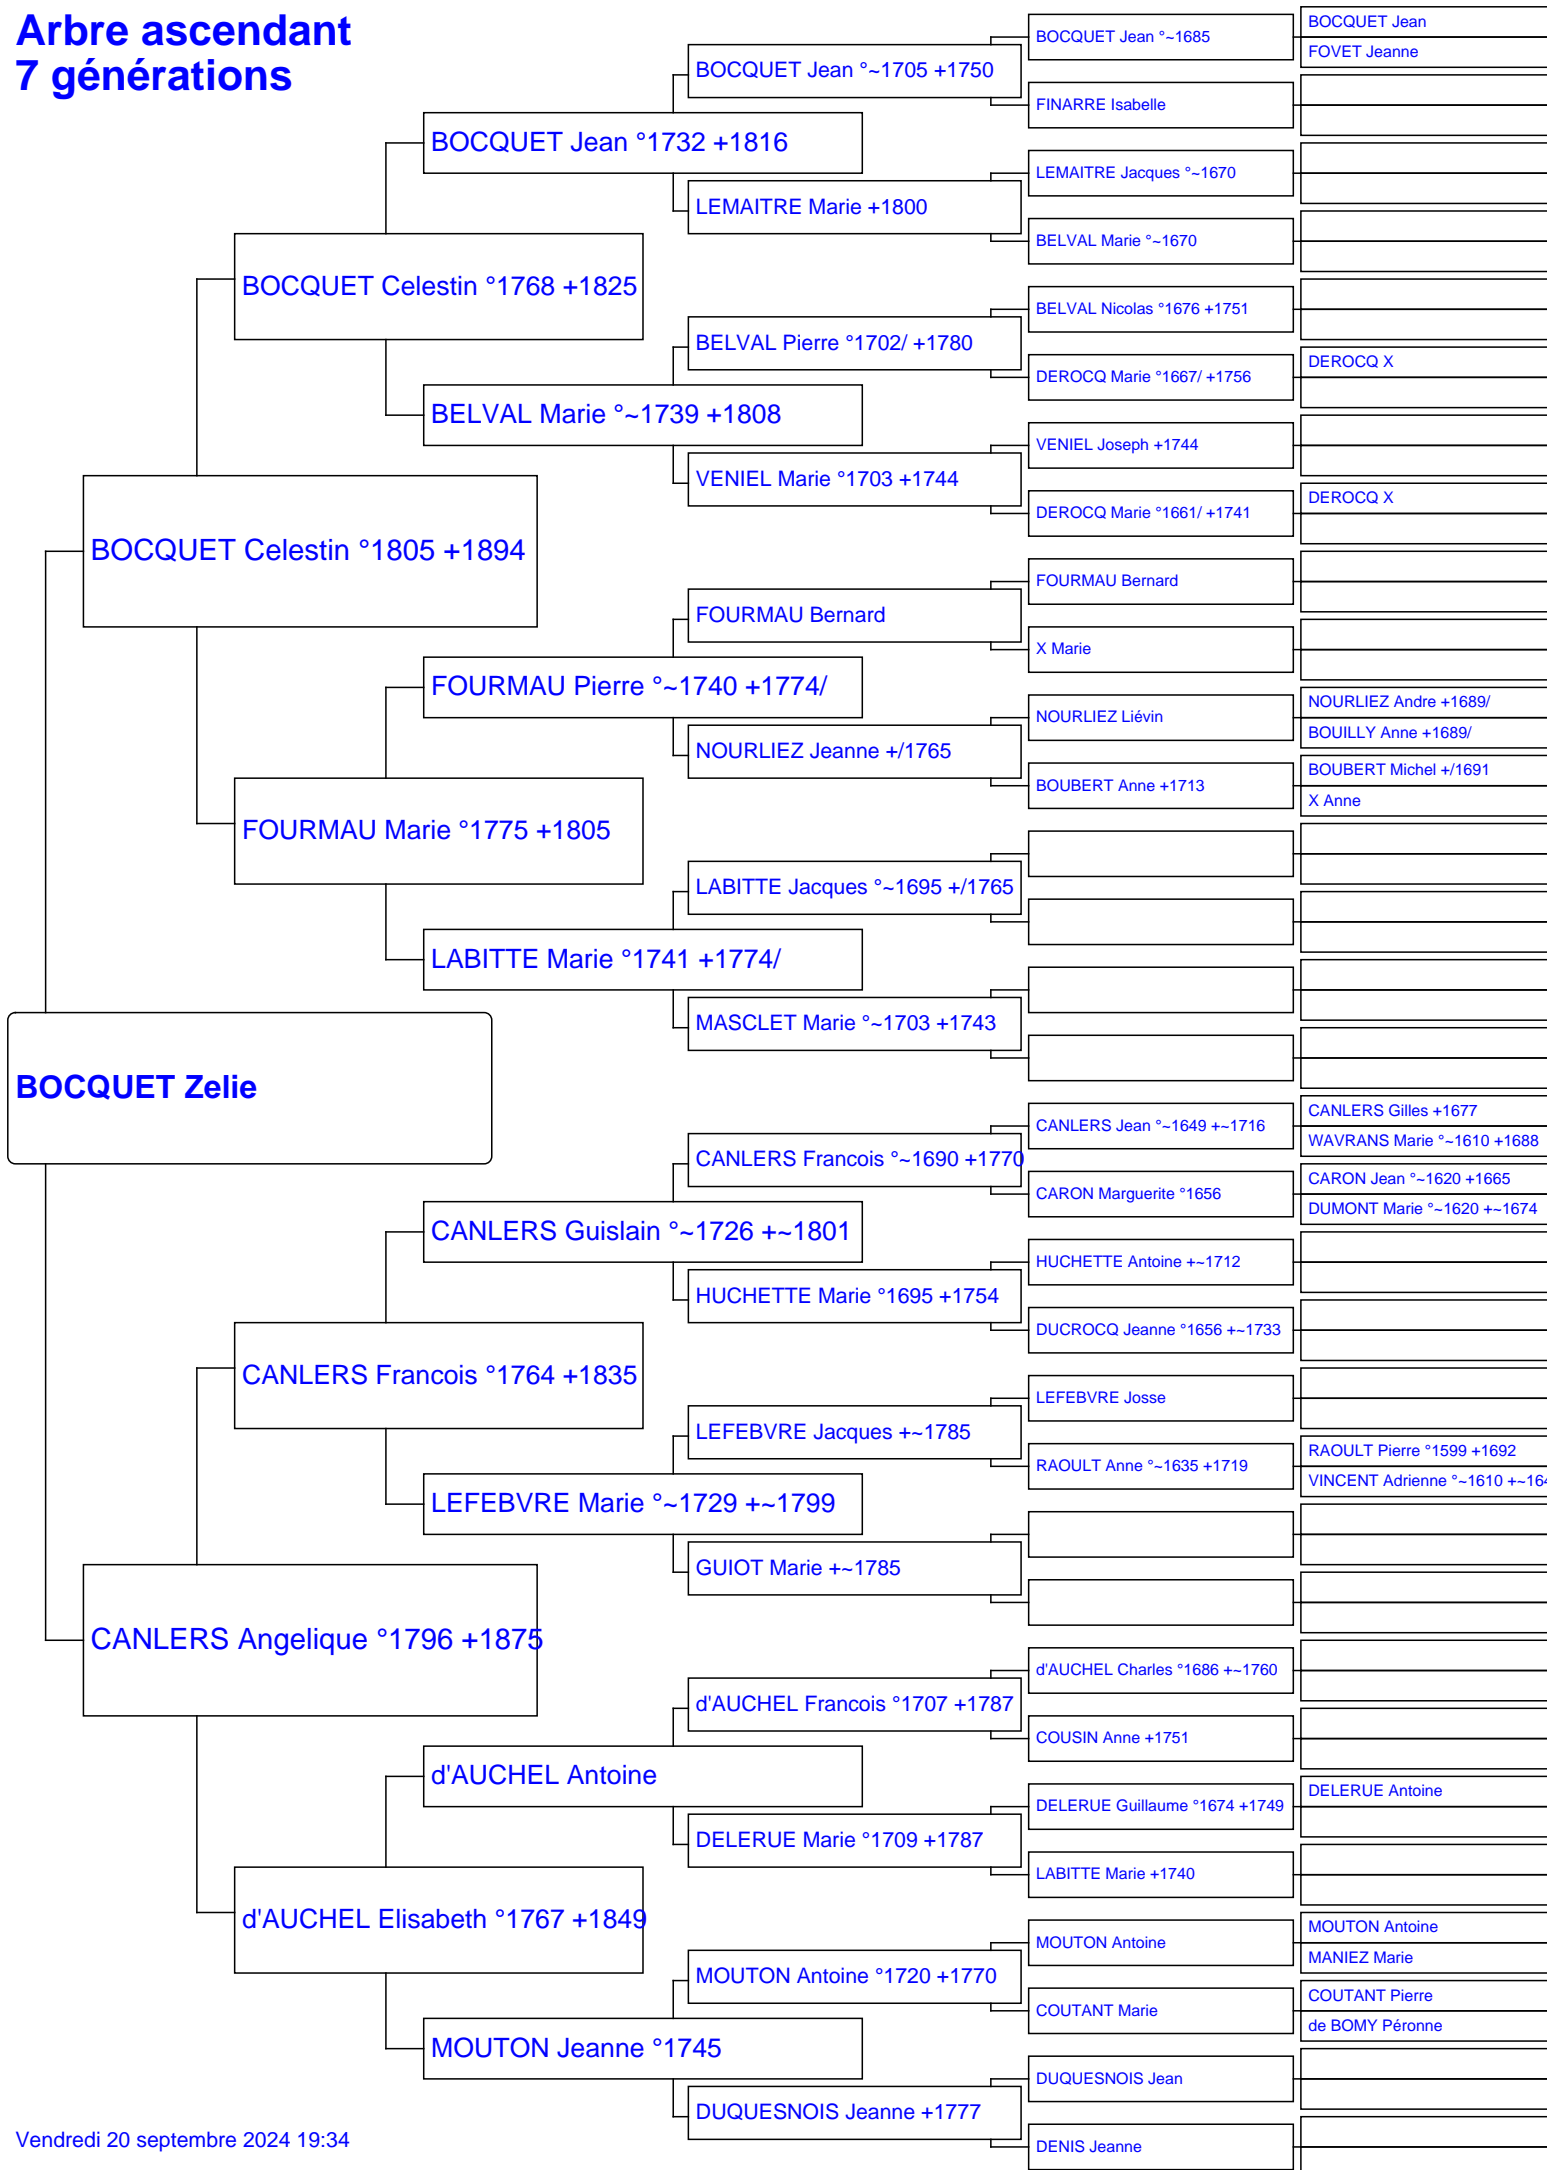 Arbre ascendant
7 générations
BOCQUET Zelie
BOCQUET Celestin °1805 +1894
CANLERS Angelique °1796 +1875
BOCQUET Celestin °1768 +1825
FOURMAU Marie °1775 +1805
CANLERS Francois °1764 +1835
d'AUCHEL Elisabeth °1767 +1849
BOCQUET Jean °1732 +1816
BELVAL Marie °~1739 +1808
FOURMAU Pierre °~1740 +1774/
LABITTE Marie °1741 +1774/
CANLERS Guislain °~1726 +~1801
LEFEBVRE Marie °~1729 +~1799
d'AUCHEL Antoine
MOUTON Jeanne °1745
BOCQUET Jean °~1705 +1750
LEMAITRE Marie +1800
BELVAL Pierre °1702/ +1780
VENIEL Marie °1703 +1744
FOURMAU Bernard
NOURLIEZ Jeanne +/1765
LABITTE Jacques °~1695 +/1765
MASCLET Marie °~1703 +1743
CANLERS Francois °~1690 +1770
HUCHETTE Marie °1695 +1754
LEFEBVRE Jacques +~1785
GUIOT Marie +~1785
d'AUCHEL Francois °1707 +1787
DELERUE Marie °1709 +1787
MOUTON Antoine °1720 +1770
DUQUESNOIS Jeanne +1777
BOCQUET Jean °~1685
FINARRE Isabelle
LEMAITRE Jacques °~1670
BELVAL Marie °~1670
BELVAL Nicolas °1676 +1751
DEROCQ Marie °1667/ +1756
VENIEL Joseph +1744
DEROCQ Marie °1661/ +1741
FOURMAU Bernard
X Marie
NOURLIEZ Liévin
BOUBERT Anne +1713
CANLERS Jean °~1649 +~1716
CARON Marguerite °1656
HUCHETTE Antoine +~1712
DUCROCQ Jeanne °1656 +~1733
LEFEBVRE Josse
RAOULT Anne °~1635 +1719
d'AUCHEL Charles °1686 +~1760
COUSIN Anne +1751
DELERUE Guillaume °1674 +1749
LABITTE Marie +1740
MOUTON Antoine
COUTANT Marie
DUQUESNOIS Jean
DENIS Jeanne
BOCQUET Jean
FOVET Jeanne
DEROCQ X
DEROCQ X
NOURLIEZ Andre +1689/
BOUILLY Anne +1689/
BOUBERT Michel +/1691
X Anne
CANLERS Gilles +1677
WAVRANS Marie °~1610 +1688
CARON Jean °~1620 +1665
DUMONT Marie °~1620 +~1674
RAOULT Pierre °1599 +1692
VINCENT Adrienne °~1610
DELERUE Antoine
MOUTON Antoine
MANIEZ Marie
COUTANT Pierre
de BOMY Péronne
Vendredi 20 septembre 2024 19:34